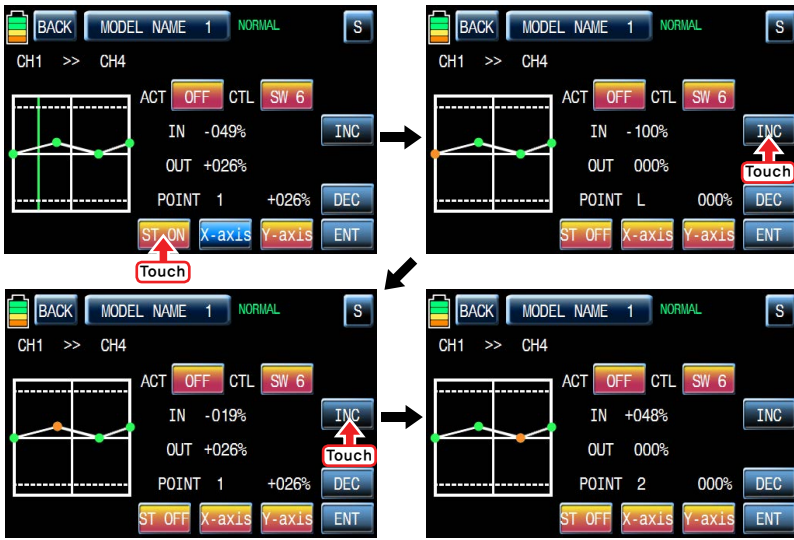 BACK MODEL NAME 1 NORMAL S
CH1 >> CH4
ACT OFF CTL SW 6
IN -049% INC
OUT +026%
POINT 1 +026% DEC
ST ON X-axis Y-axis ENT
Touch
BACK MODEL NAME 1 NORMAL S
CH1 >> CH4
ACT OFF CTL SW 6
IN -100% INC
Touch
OUT 000%
POINT L 000% DEC
ST OFF X-axis Y-axis ENT
BACK MODEL NAME 1 NORMAL S
CH1 >> CH4
ACT OFF CTL SW 6
IN -019% INC
OUT +026% Touch
POINT 1 +026% DEC
ST OFF X-axis Y-axis ENT
BACK MODEL NAME 1 NORMAL S
CH1 >> CH4
ACT OFF CTL SW 6
IN +048% INC
OUT 000%
POINT 2 000% DEC
ST OFF X-axis Y-axis ENT